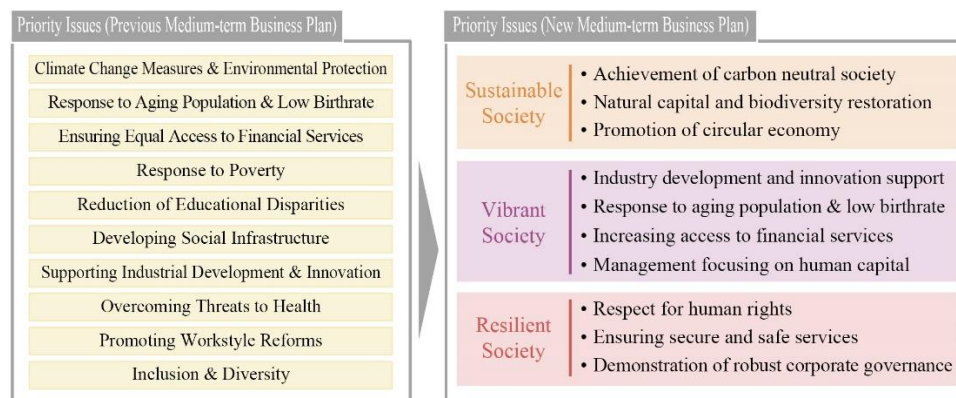 Priority Issues (Previous Medium-term Business Plan)
Climate Change Measures & Environmental Protection
Response to Aging Population & Low Birthrate
Ensuring Equal Access to Financial Services
Response to Poverty
Reduction of Educational Disparities
Developing Social Infrastructure
Supporting Industrial Development & Innovation
Overcoming Threats to Health
Promoting Workstyle Reforms
Inclusion & Diversity
Priority Issues (New Medium-term Business Plan)
Sustainable
Society
• Achievement of carbon neutral society
• Natural capital and biodiversity restoration
• Promotion of circular economy
Vibrant
Society
• Industry development and innovation support
• Response to aging population & low birthrate
• Increasing access to financial services
• Management focusing on human capital
Resilient
Society
• Respect for human rights
• Ensuring secure and safe services
• Demonstration of robust corporate governance